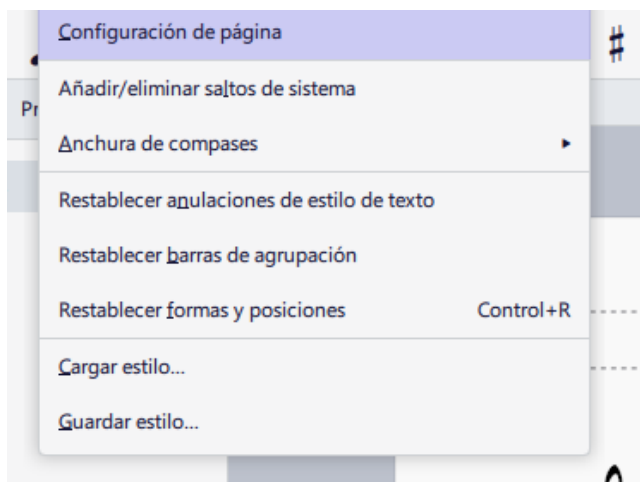 Configuración de página
Añadir/eliminar saltos de sistema
Pr
Anchura de compases
Restablecer anulaciones de estilo de texto
Restablecer barras de agrupación
Restablecer formas y posiciones Control+R
Cargar estilo...
Guardar estilo...